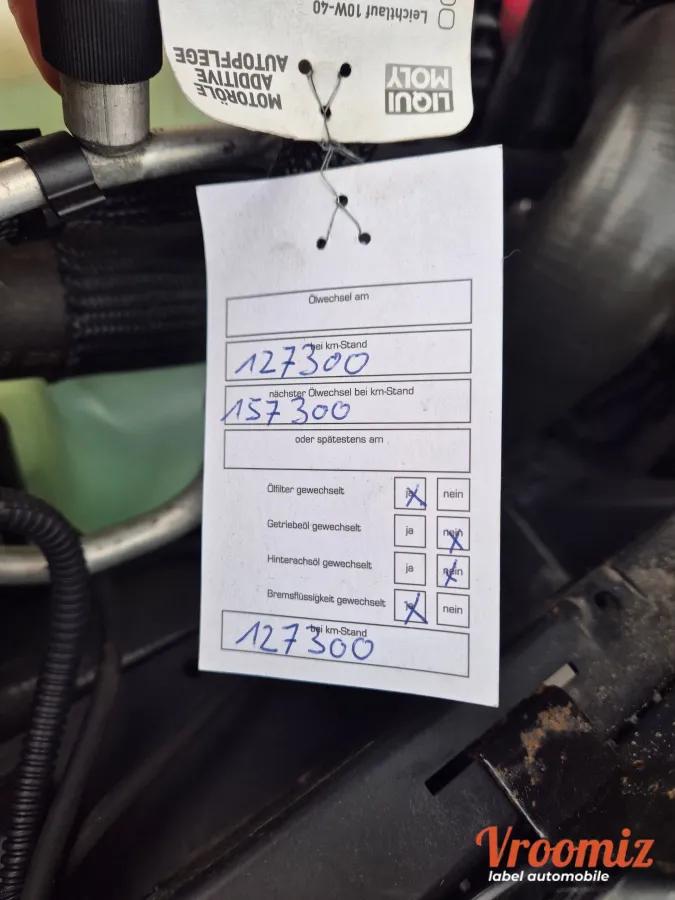 Leichtlauf 10W-40
MOTORÖLE
ADDITIVE
AUTOPFLEGE
LIQUI
MOLY
Ölwechsel am
bei km-Stand
127300
nächster Ölwechsel bei km-Stand
157300
oder spätestens am
Ölfilter gewechselt ja nein
Getriebeöl gewechselt ja nein
Hinterachsöl gewechselt ja nein
Bremsflüssigkeit gewechselt ja nein
bei km-Stand
127300
Vroomiz
label automobile